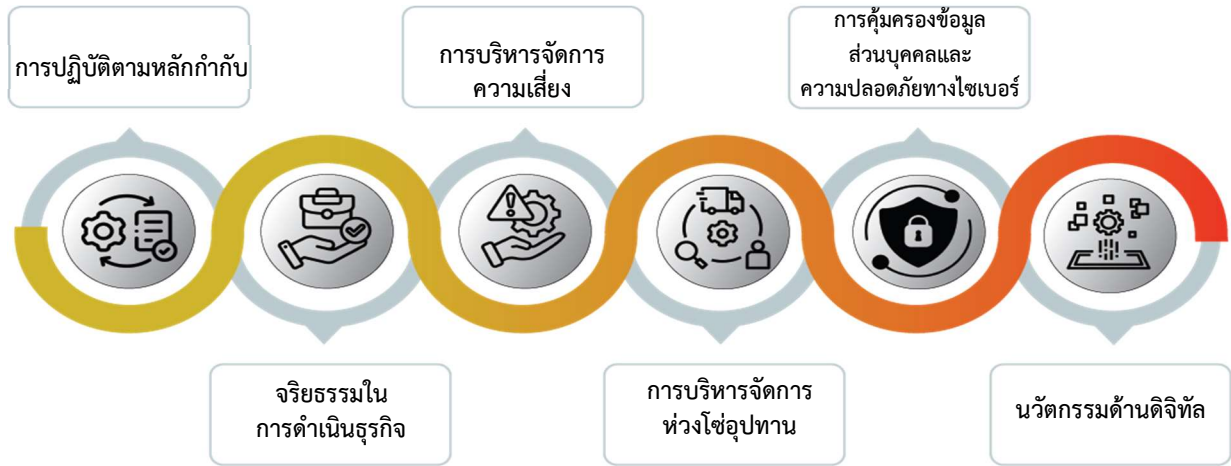 การปฏิบัติตามหลักกำกับ
จริยธรรมใน
การดำเนินธุรกิจ
การบริหารจัดการ
ความเสี่ยง
การบริหารจัดการ
ห่วงโซ่อุปทาน
การคุ้มครองข้อมูล
ส่วนบุคคลและ
ความปลอดภัยทางไซเบอร์
นวัตกรรมด้านดิจิทัล